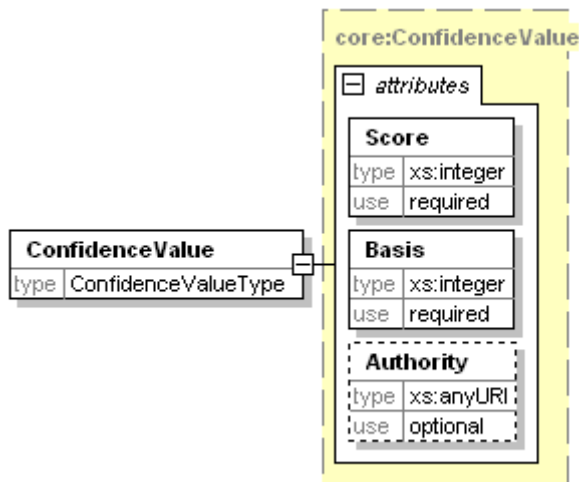 core:ConfidenceValue
attributes
Score
type xs:integer
use required
ConfidenceValue
type ConfidenceValueType
Basis
type xs:integer
use required
Authority
type xs:anyURI
use optional